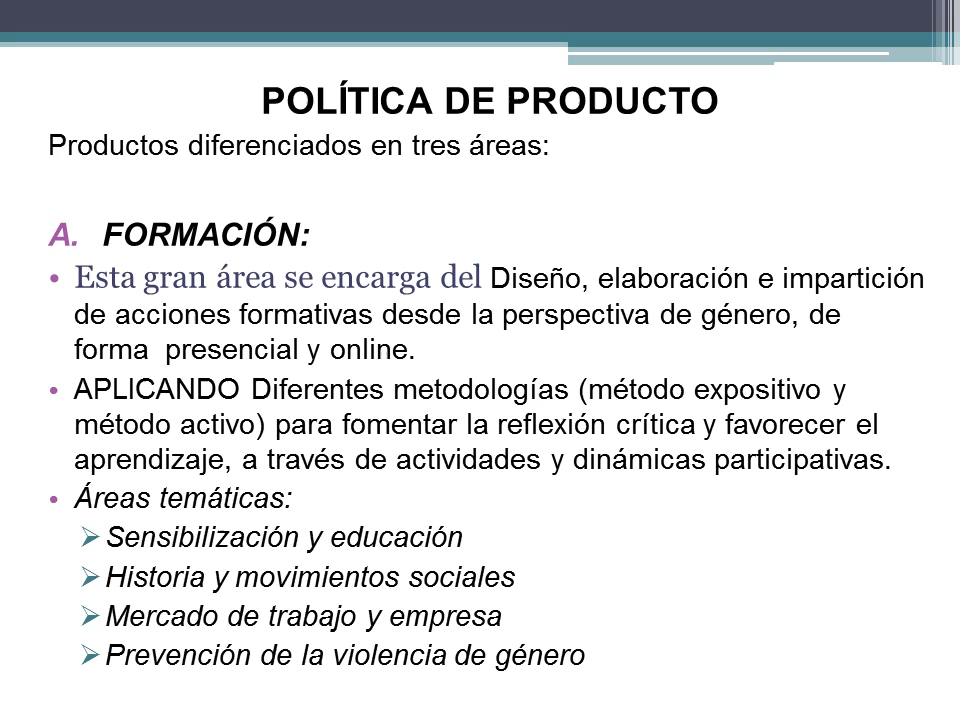 POLÍTICA DE PRODUCTO
Productos diferenciados en tres áreas:
A. FORMACIÓN:
• Esta gran área se encarga del Diseño, elaboración e impartición
de acciones formativas desde la perspectiva de género, de
forma  presencial y online.
• APLICANDO Diferentes metodologías (método expositivo y
método activo) para fomentar la reflexión crítica y favorecer el
aprendizaje, a través de actividades y dinámicas participativas.
• Áreas temáticas:
➢ Sensibilización y educación
➢ Historia y movimientos sociales
➢ Mercado de trabajo y empresa
➢ Prevención de la violencia de género